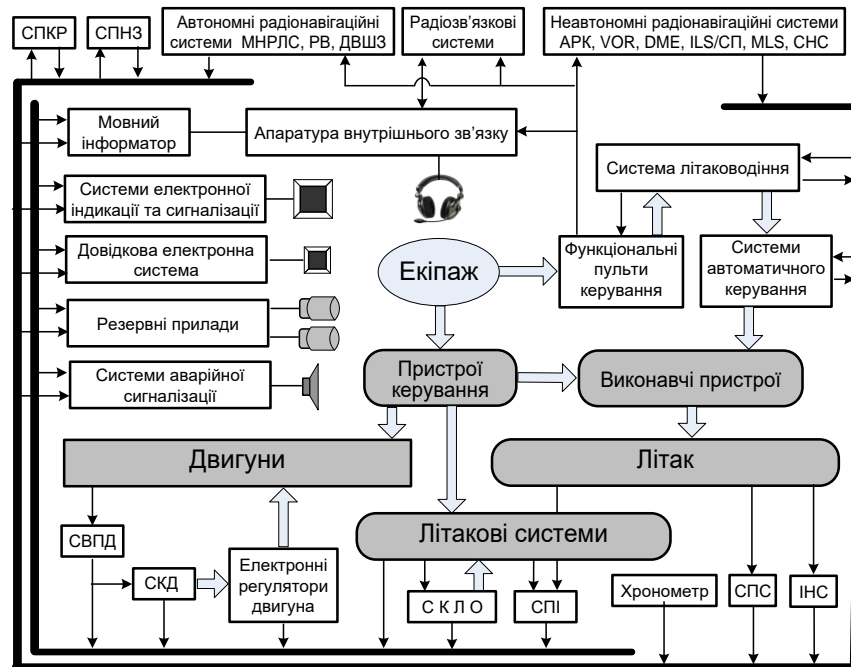 СПКР
СПНЗ
Автономні радіонавігаційні
системи МНРЛС, РВ, ДВШЗ
Радіозв'язкові
системи
Неавтономні радіонавігаційні системи
АРК, VOR, DME, ILS/СП, MLS, СНС
Мовний
інформатор
Апаратура внутрішнього зв'язку
Система літаководіння
Системи електронної
індикації та сигналізації
Довідкова електронна
система
Екіпаж
Функціональні
пульти
керування
Системи
автоматичного
керування
Резервні прилади
Системи аварійної
сигналізації
Пристрої
керування
Виконавчі пристрої
Двигуни
Літак
Літакові системи
СВПД
СКД
Електронні
регулятори
двигуна
С К Л О
СПІ
Хронометр
СПС
ІНС